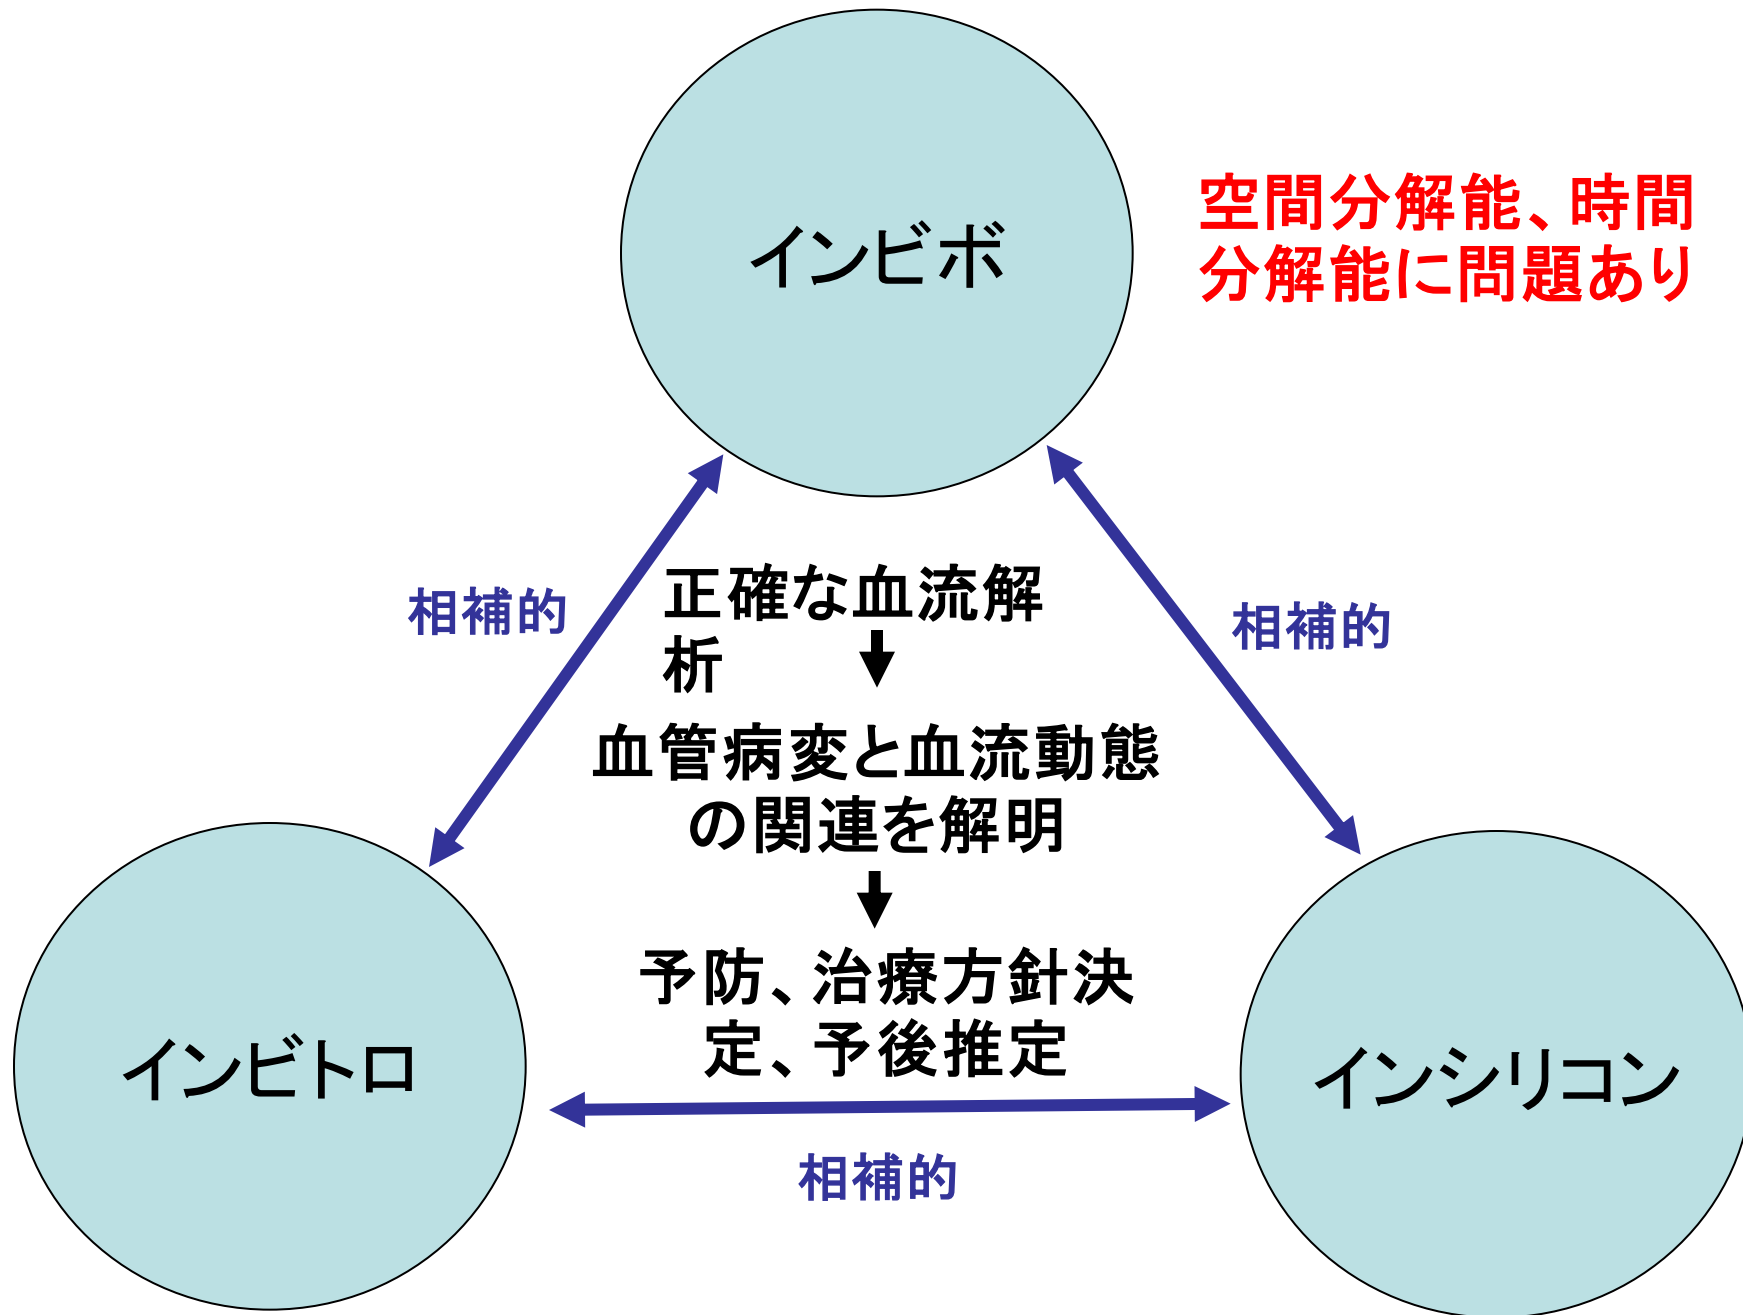 インビボ
空間分解能、時間
分解能に問題あり
相補的
正確な血流解
析
相補的
血管病変と血流動態
の関連を解明
予防、治療方針決
定、予後推定
インビトロ
インシリコン
相補的